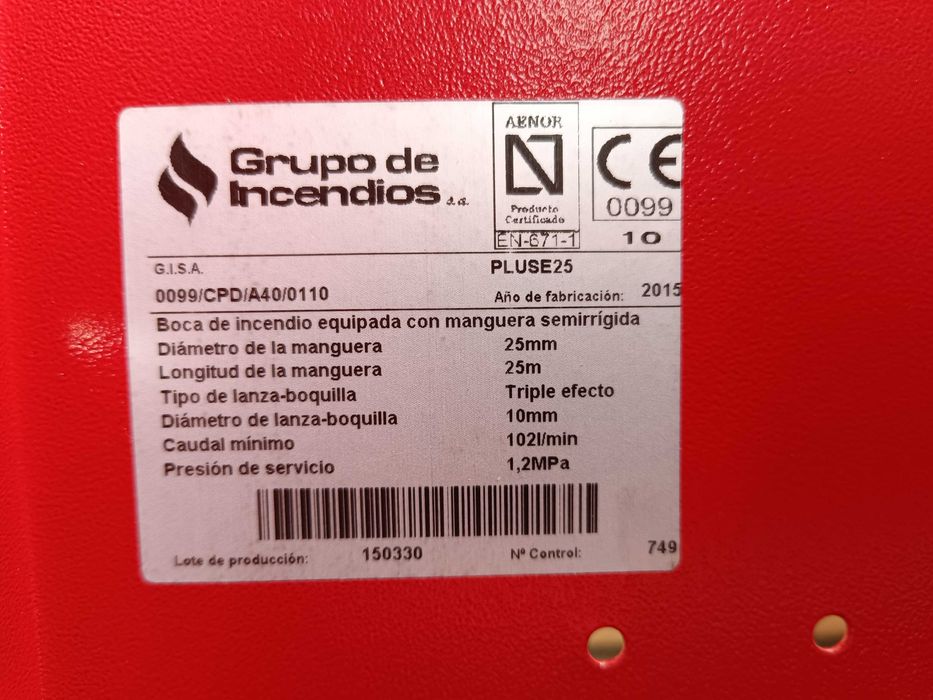 Grupo de
Incendios s.a.
AENOR
N
Producto
Certificado
EN-671-1
CE
0099
10
G.I.S.A.
PLUSE25
0099/CPD/A40/0110
Año de fabricación: 2015
Boca de incendio equipada con manguera semirrígida
Diámetro de la manguera 25mm
Longitud de la manguera 25m
Tipo de lanza-boquilla Triple efecto
Diámetro de lanza-boquilla 10mm
Caudal mínimo 102l/min
Presión de servicio 1,2MPa
Lote de producción: 150330 Nº Control: 749